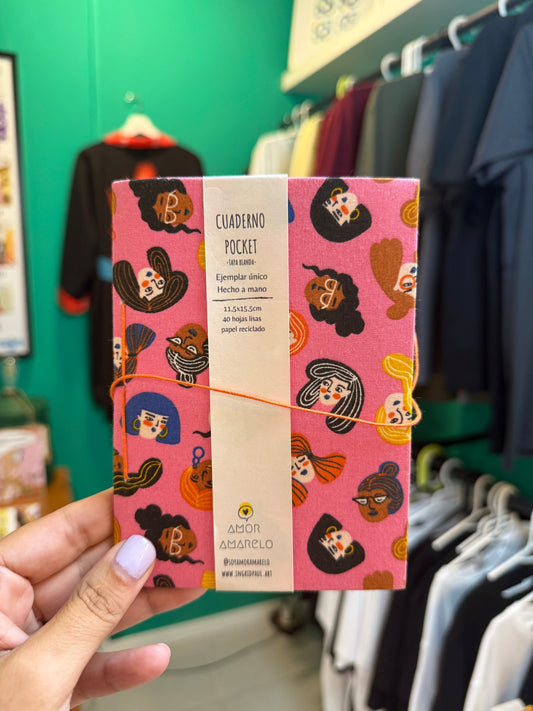 CUADERNO
POCKET
-TAPA BLANDA-
Ejemplar único
Hecho a mano
11,5x15,5cm
40 hojas lisas
papel reciclado
AMOR
AMARELO
@SOYAMORAMARELO
WWW.INGRIDPAUL.ART